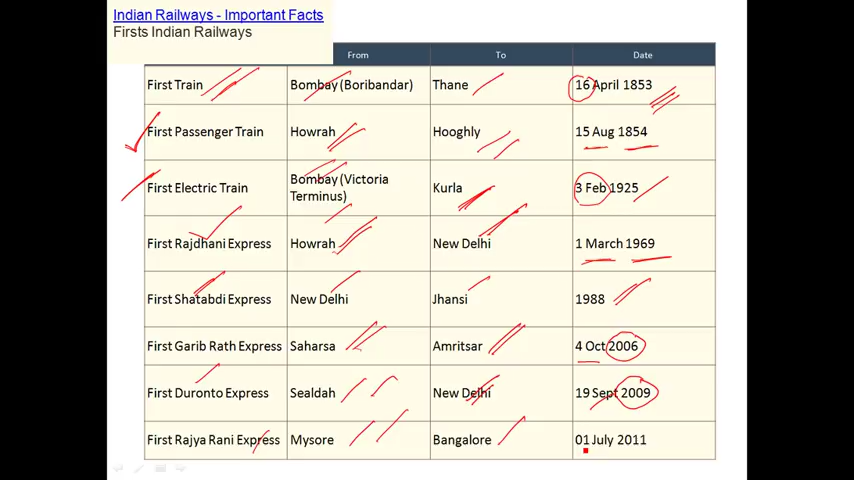 Indian Railways - Important Facts
Firsts Indian Railways
From To Date
First Train Bombay (Boribandar) Thane 16 April 1853
First Passenger Train Howrah Hooghly 15 Aug 1854
First Electric Train Bombay (Victoria Terminus) Kurla 3 Feb 1925
First Rajdhani Express Howrah New Delhi 1 March 1969
First Shatabdi Express New Delhi Jhansi 1988
First Garib Rath Express Saharsa Amritsar 4 Oct 2006
First Duronto Express Sealdah New Delhi 19 Sept 2009
First Rajya Rani Express Mysore Bangalore 01 July 2011